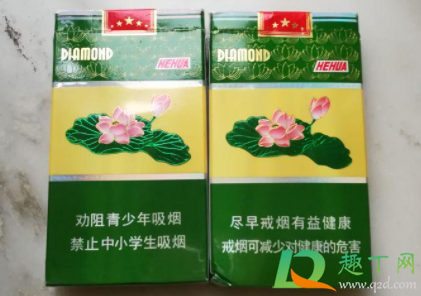 DIAMOND
HEHUA
劝阻青少年吸烟
禁止中小学生吸烟
DIAMOND
HEHUA
尽早戒烟有益健康
戒烟可减少对健康的危害
趣丁网
www.q2d.com